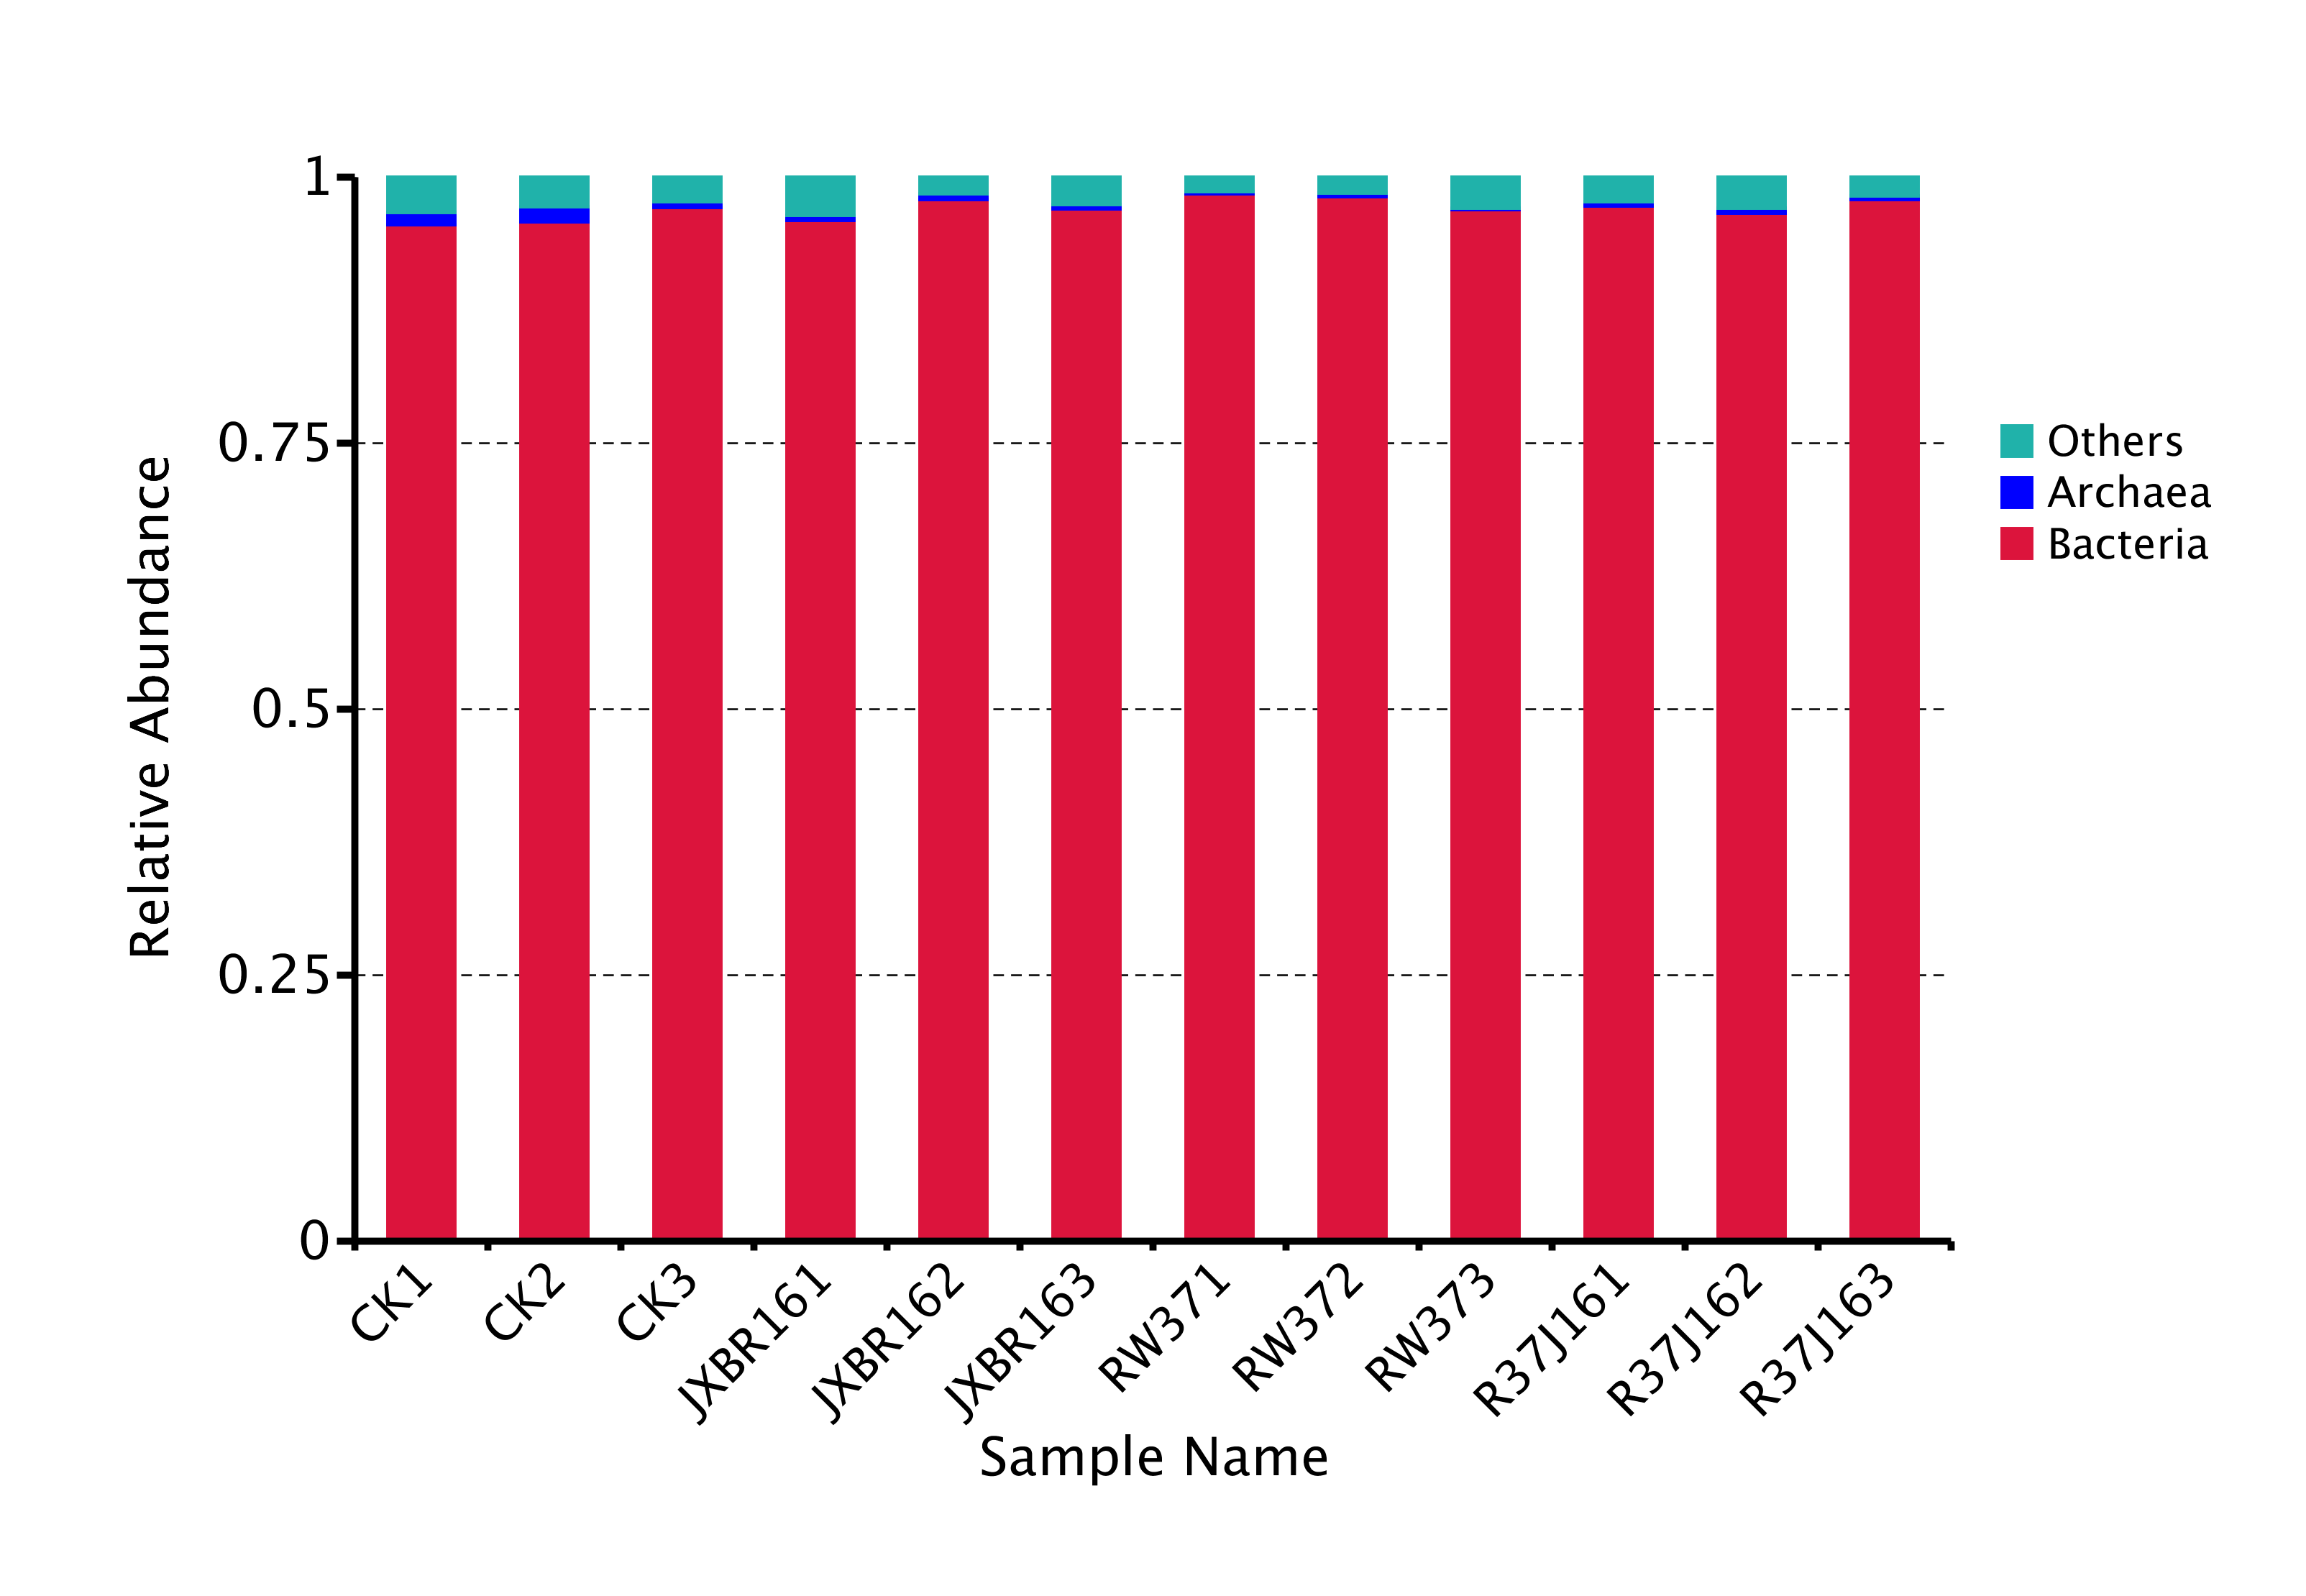 1
0.75
0.5
0.25
0
Relative Abundance
Others
Archaea
Bacteria
CK1
CK2
CK3
JXBR161
JXBR162
JXBR163
RW371
RW372
RW373
R37J161
R37J162
R37J163
Sample Name